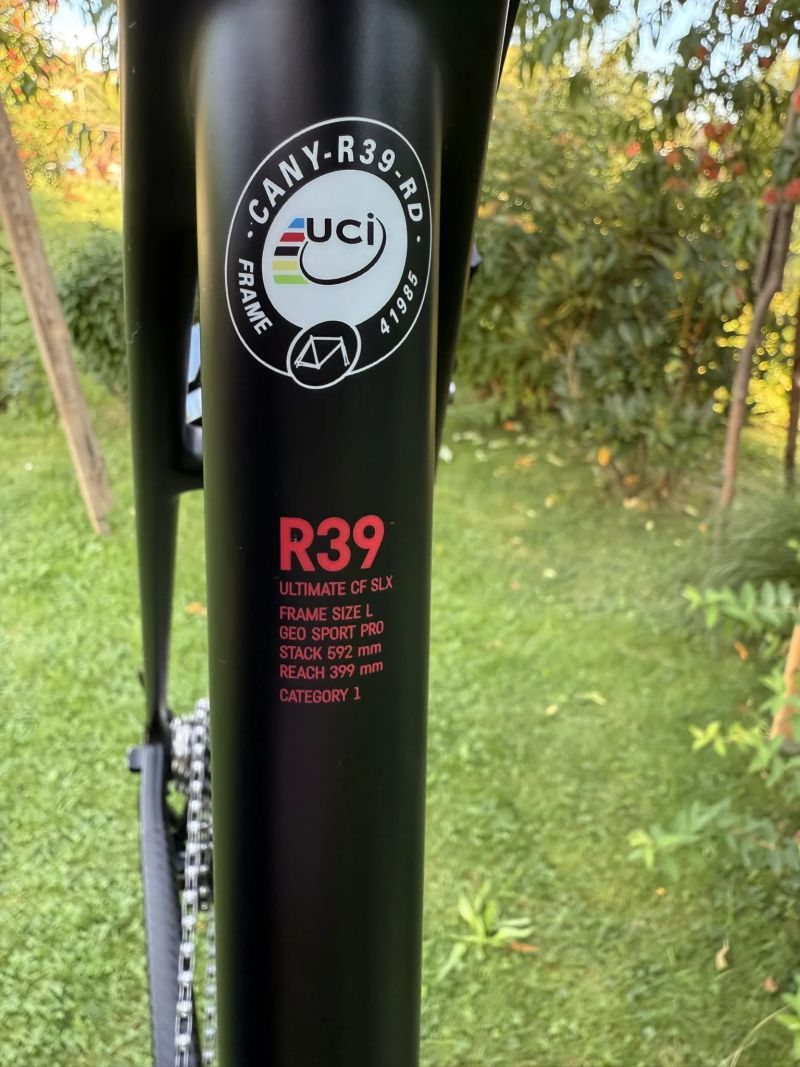 CANY-R39-RD
uci
FRAME
41985
R39
ULTIMATE CF SLX
FRAME SIZE L
GEO SPORT PRO
STACK 592 mm
REACH 399 mm
CATEGORY 1